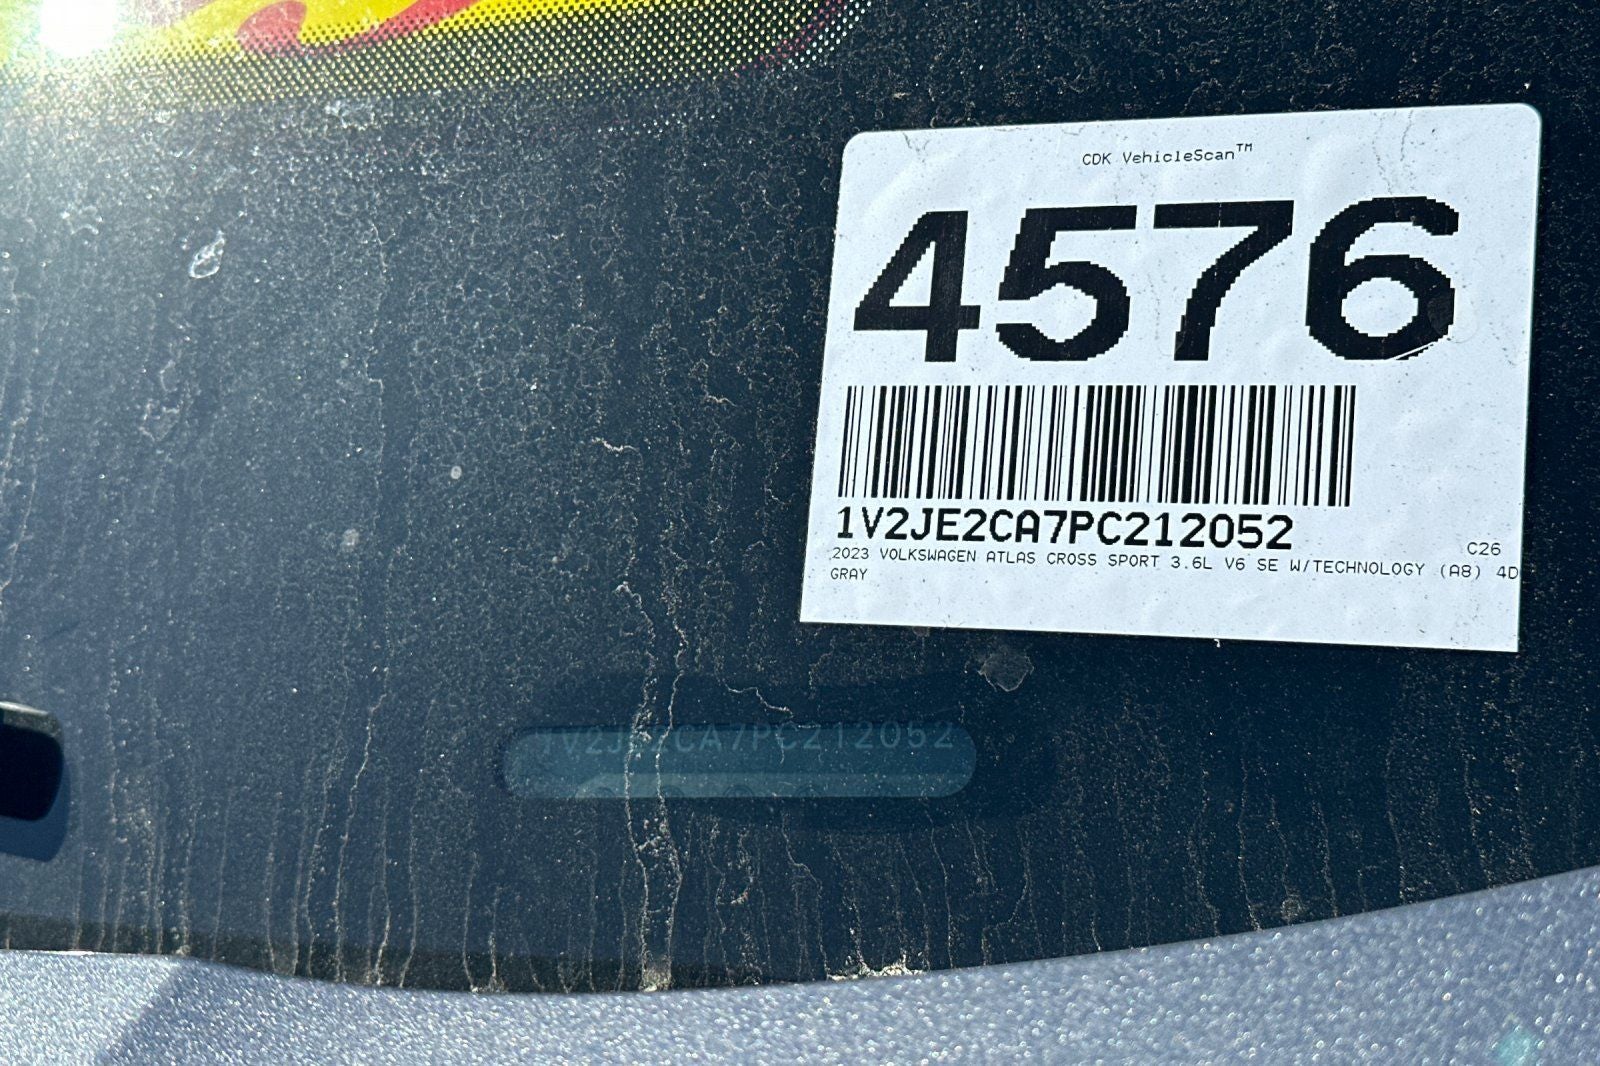 CDK VehicleScan™
4576
1V2JE2CA7PC212052
C26
2023 VOLKSWAGEN ATLAS CROSS SPORT 3.6L V6 SE W/TECHNOLOGY (A8) 4D
GRAY
1V2JE2CA7PC212052